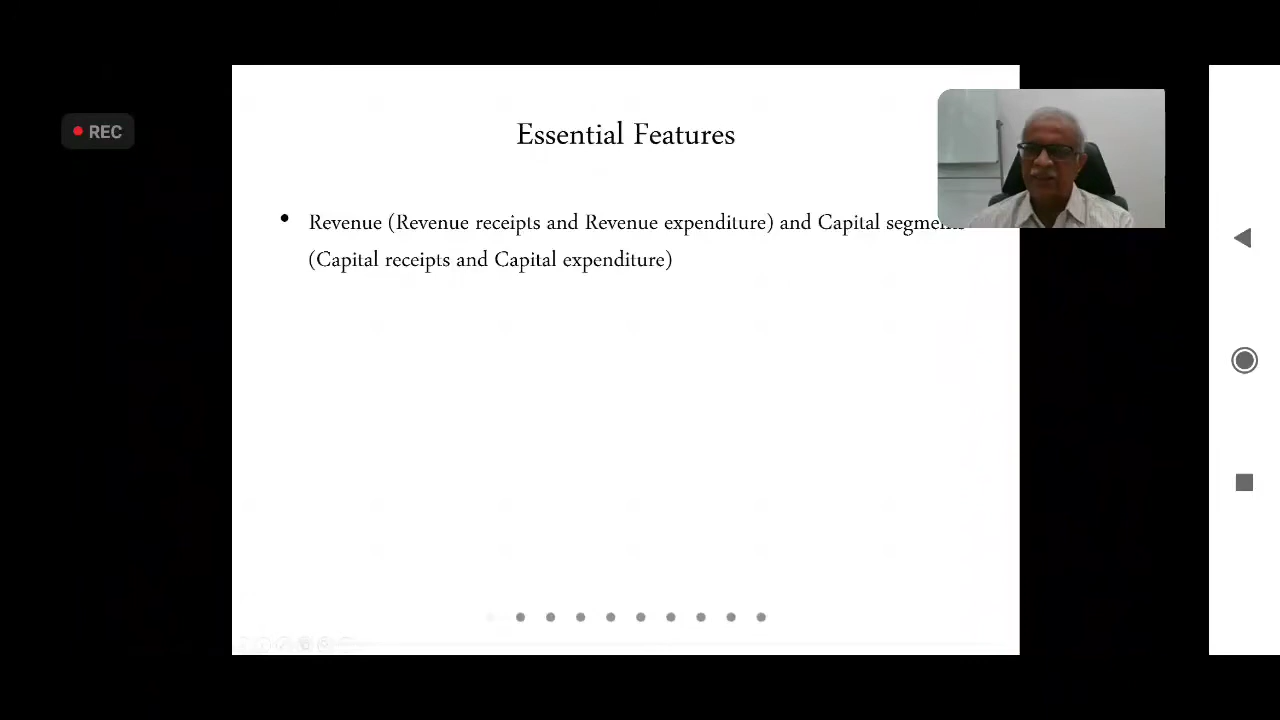 Essential Features
REC
• Revenue (Revenue receipts and Revenue expenditure) and Capital
(Capital receipts and Capital expenditure)